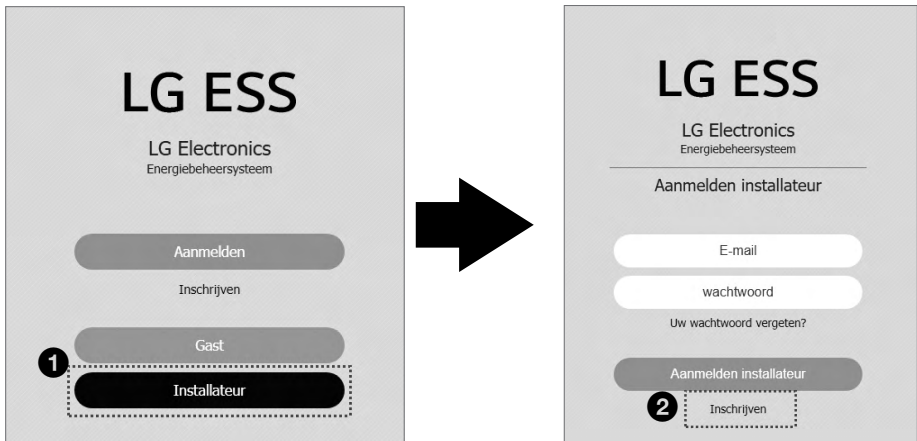 LG ESS
LG Electronics
Energiebeheersysteem
Aanmelden
Inschrijven
Gast
1
Installateur
LG ESS
LG Electronics
Energiebeheersysteem
Aanmelden installateur
E-mail
wachtwoord
Uw wachtwoord vergeten?
Aanmelden installateur
2
Inschrijven